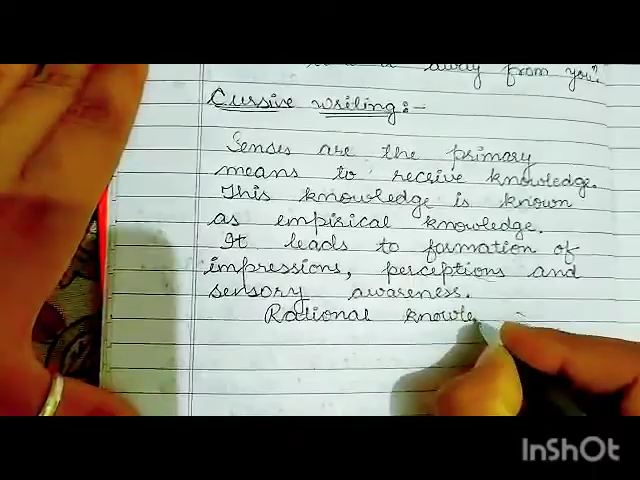 away from you".
Cursive writing:-
Senses are the primary
means to receive knowledge.
This knowledge is known
as empirical knowledge.
It leads to formation of
impressions, perceptions and
sensory awareness.
Rational knowle
InShOt